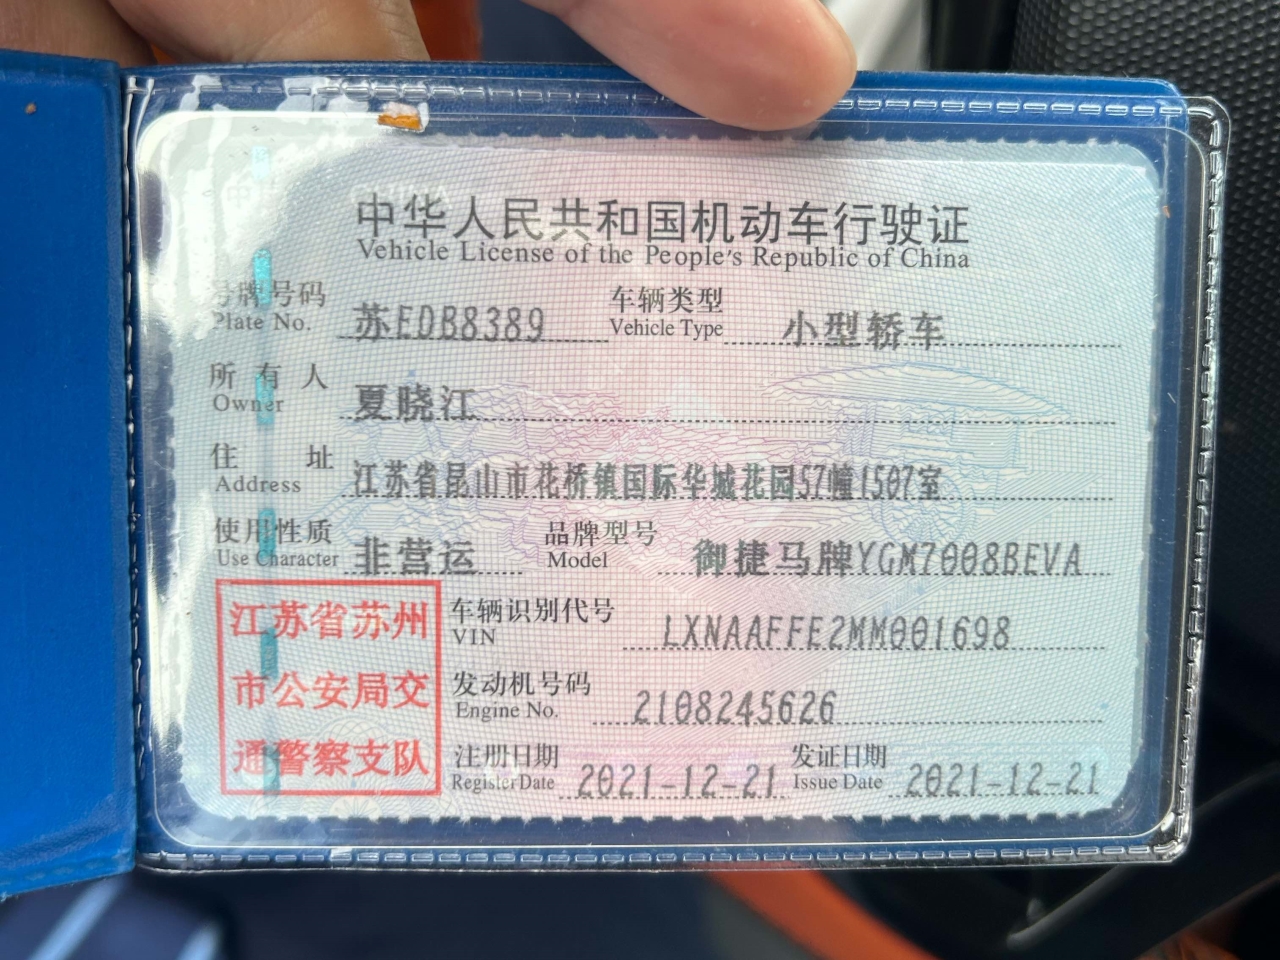 中华人民共和国机动车行驶证
Vehicle License of the People's Republic of China
号牌号码 苏EDB8389 车辆类型 小型轿车
Plate No. Vehicle Type
所有人 夏晓江
Owner
住址 江苏省昆山市花桥镇国际华城花园57幢1507室
Address
使用性质 非营运 品牌型号 御捷马牌YGM7008BEVA
Use Character Model
江苏省苏州
市公安局交
通警察支队
车辆识别代号 LXNAAFFE2MM001698
VIN
发动机号码 2108245626
Engine No.
注册日期 2021-12-21 发证日期 2021-12-21
Register Date Issue Date